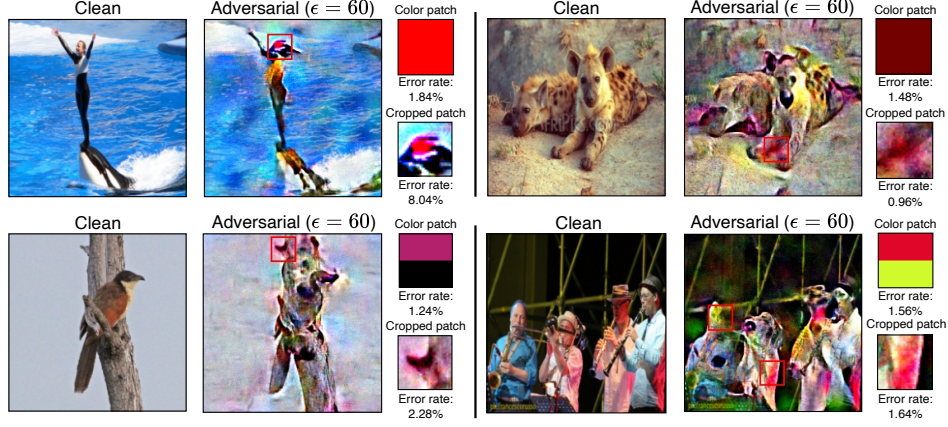 Clean
Adversarial (ϵ = 60)
Color patch
Error rate:
1.84%
Cropped patch
Error rate:
8.04%
Clean
Adversarial (ϵ = 60)
Color patch
Error rate:
1.48%
Cropped patch
Error rate:
0.96%
Clean
Adversarial (ϵ = 60)
Color patch
Error rate:
1.24%
Cropped patch
Error rate:
2.28%
Clean
Adversarial (ϵ = 60)
Color patch
Error rate:
1.56%
Cropped patch
Error rate:
1.64%